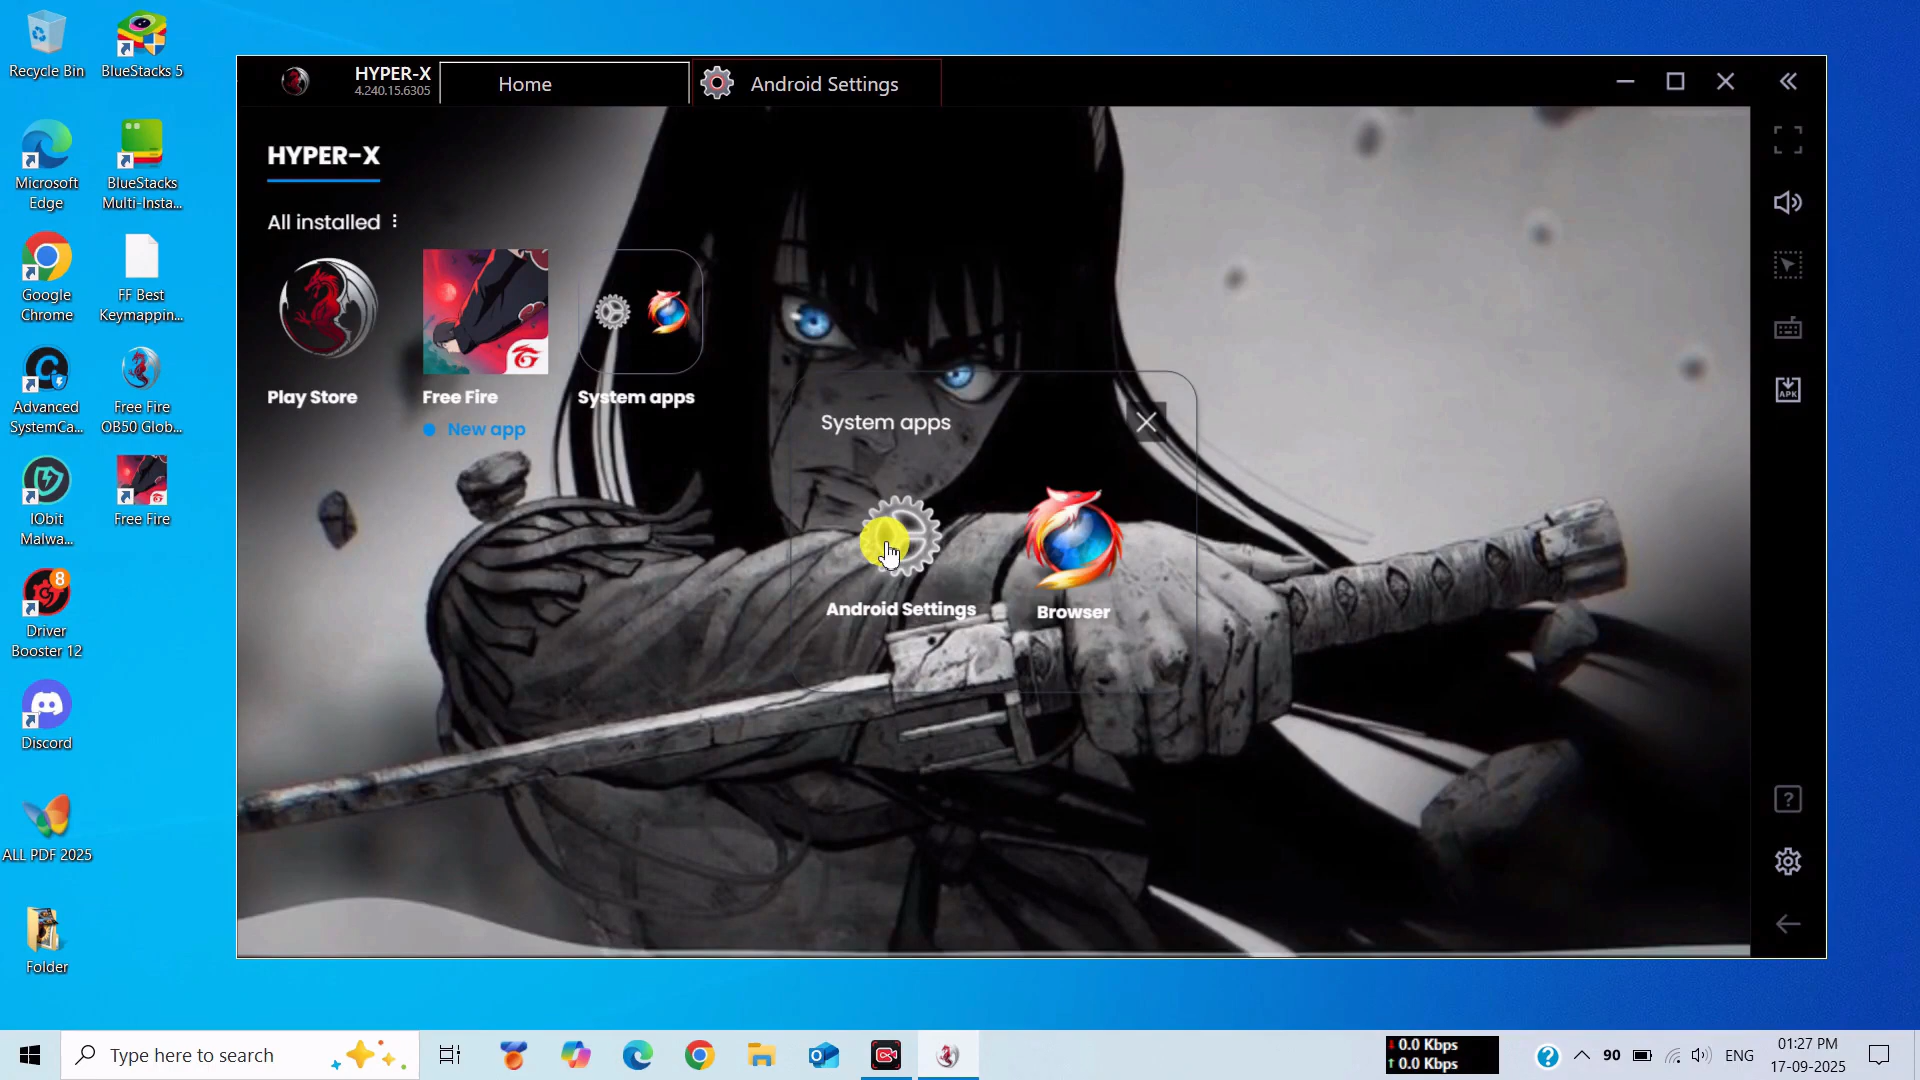 Recycle Bin
BlueStacks 5
Microsoft
Edge
BlueStacks
Multi-Insta...
Google
Chrome
FF Best
Keymappin...
Advanced
SystemCa...
Free Fire
OB50 Glob...
IObit
Malwa...
Free Fire
8
Driver
Booster 12
Discord
ALL PDF 2025
Folder
HYPER-X
4.240.15.6305
Home
Android Settings
HYPER-X
All installed
Play Store
Free Fire
New app
System apps
System apps
Android Settings
Browser
APK
Type here to search
0.0 Kbps
0.0 Kbps
90
ENG
01:27 PM
17-09-2025